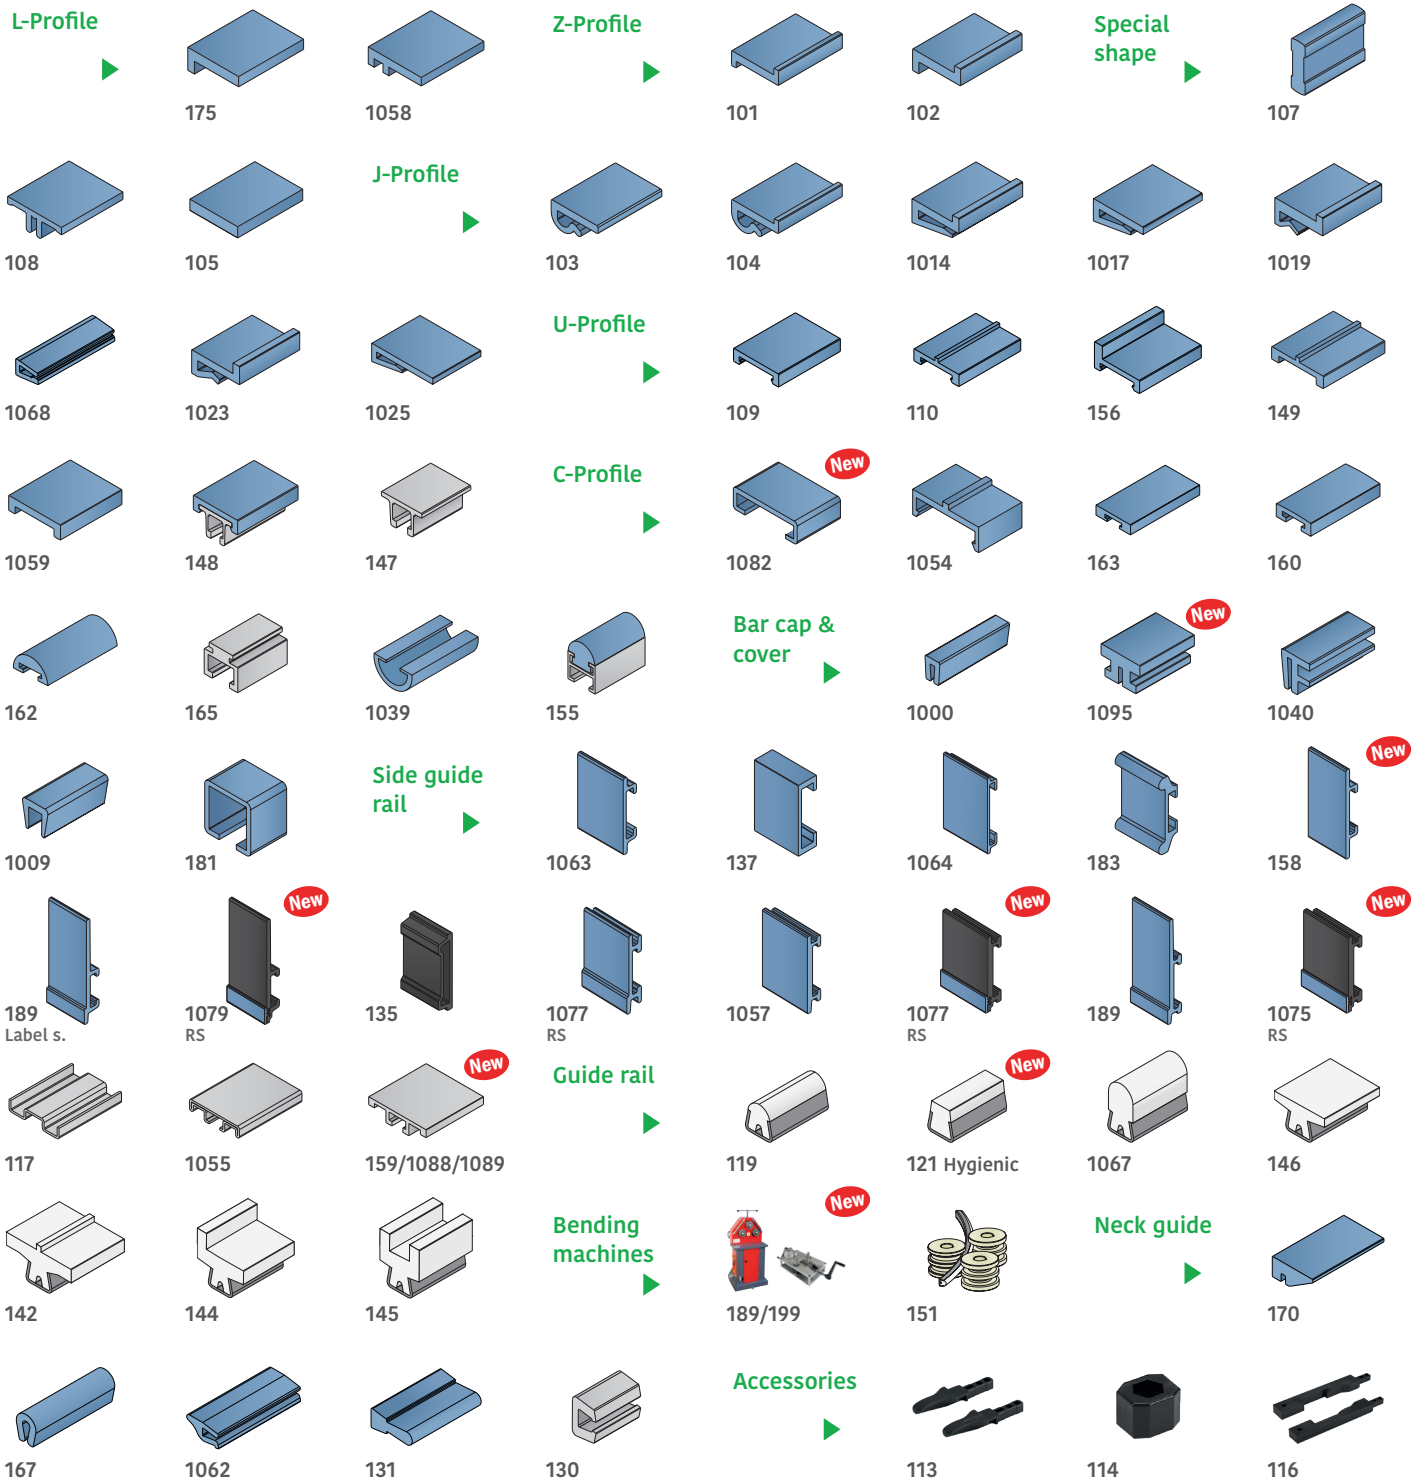 L-Profile
175
1058
Z-Profile
101
102
Special
shape
107
108
105
J-Profile
103
104
1014
1017
1019
1068
1023
1025
U-Profile
109
110
156
149
1059
148
147
C-Profile
New
1082
1054
163
160
162
165
1039
155
Bar cap &
cover
1000
New
1095
1040
1009
181
Side guide
rail
1063
137
1064
183
New
158
189
Label s.
New
1079
RS
135
1077
RS
1057
New
1077
RS
189
New
1075
RS
117
1055
New
159/1088/1089
Guide rail
119
New
121 Hygienic
1067
146
142
144
145
Bending
machines
New
189/199
151
Neck guide
170
167
1062
131
130
Accessories
113
114
116